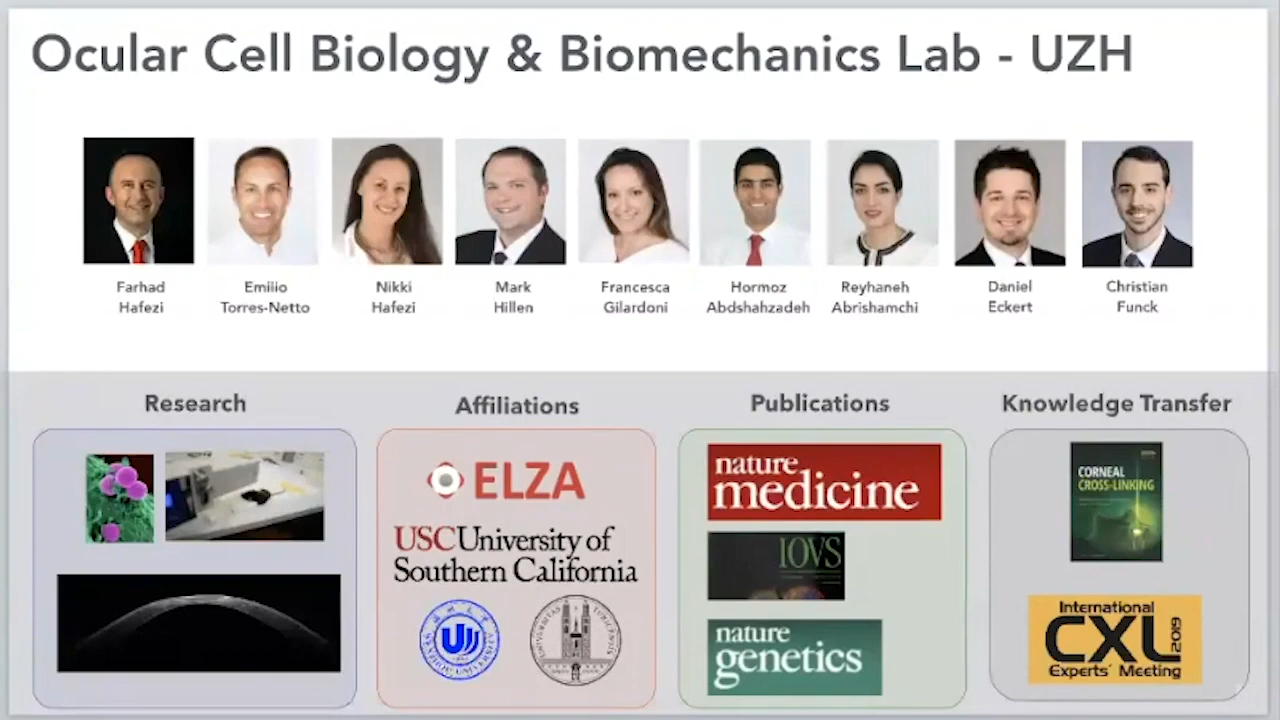 Ocular Cell Biology & Biomechanics Lab - UZH
Farhad
Hafezi
Emilio
Torres-Netto
Nikki
Hafezi
Mark
Hillen
Francesca
Gilardoni
Hormoz
Abdshahzadeh
Reyhaneh
Abrishamchi
Daniel
Eckert
Christian
Funck
Research
Affiliations
ELZA
USC University of
Southern California
Publications
nature
medicine
IOVS
nature
genetics
Knowledge Transfer
CORNEAL
CROSS-LINKING
International
CXL 2019
Experts' Meeting